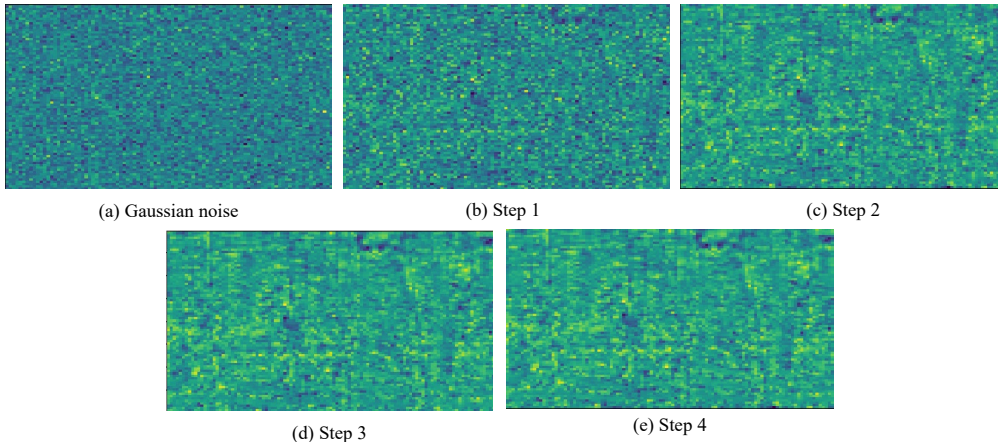 (a) Gaussian noise
(b) Step 1
(c) Step 2
(d) Step 3
(e) Step 4